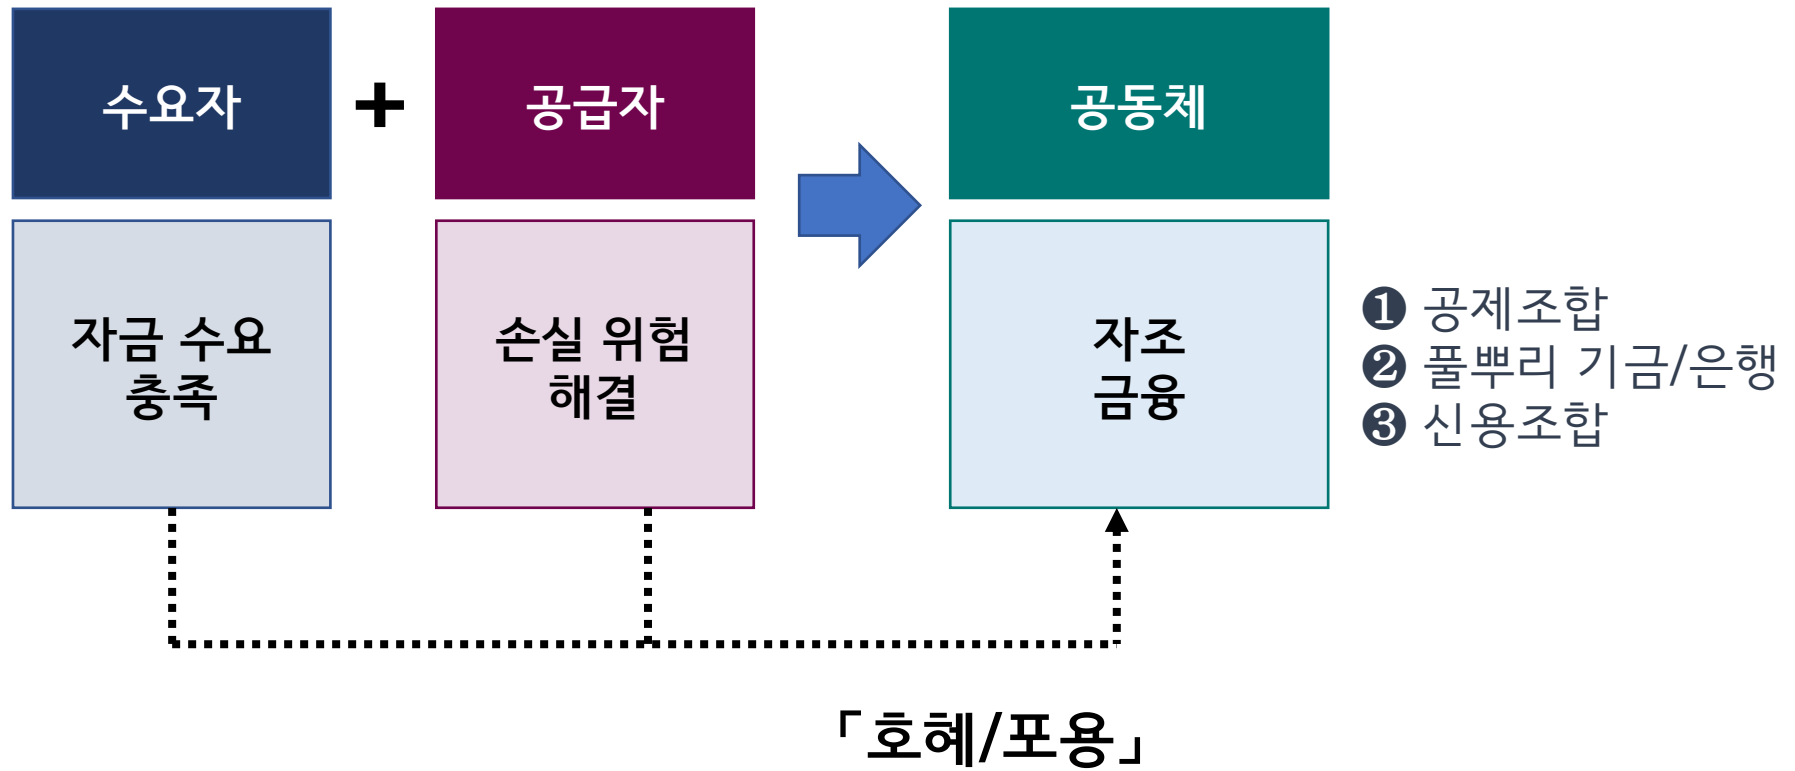 수요자
+
공급자
공동체
자금 수요
충족
손실 위험
해결
자조
금융
❶ 공제조합
❷ 풀뿌리 기금/은행
❸ 신용조합
「호혜/포용」